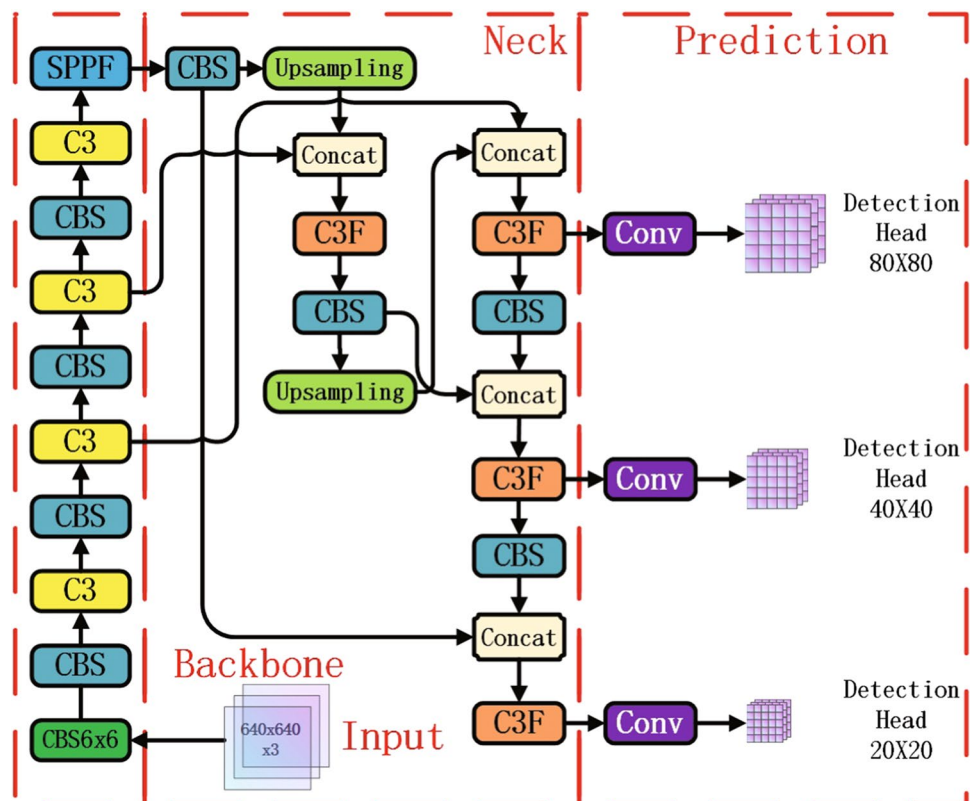 Neck
Prediction
SPPF
CBS
Upsampling
C3
Concat
Concat
CBS
C3F
C3F
Conv
Detection
Head
80X80
C3
CBS
CBS
CBS
Upsampling
Concat
C3
C3F
Conv
Detection
Head
40X40
CBS
CBS
C3
Concat
CBS
Backbone
Detection
Head
20X20
C3F
Conv
CBS6x6
640x640
x3
Input